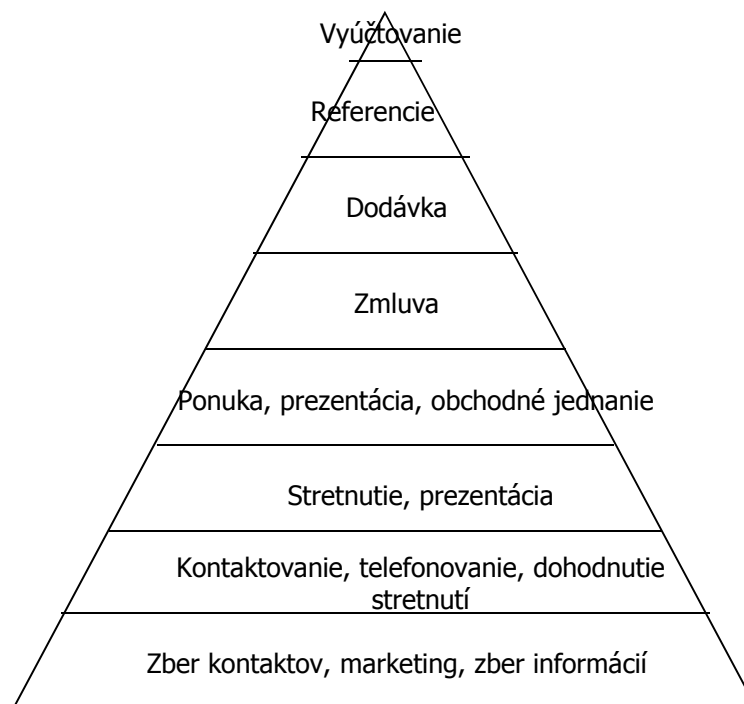 Vyúčtovanie
Referencie
Dodávka
Zmluva
Ponuka, prezentácia, obchodné jednanie
Stretnutie, prezentácia
Kontaktovanie, telefonovanie, dohodnutie
stretnutí
Zber kontaktov, marketing, zber informácií